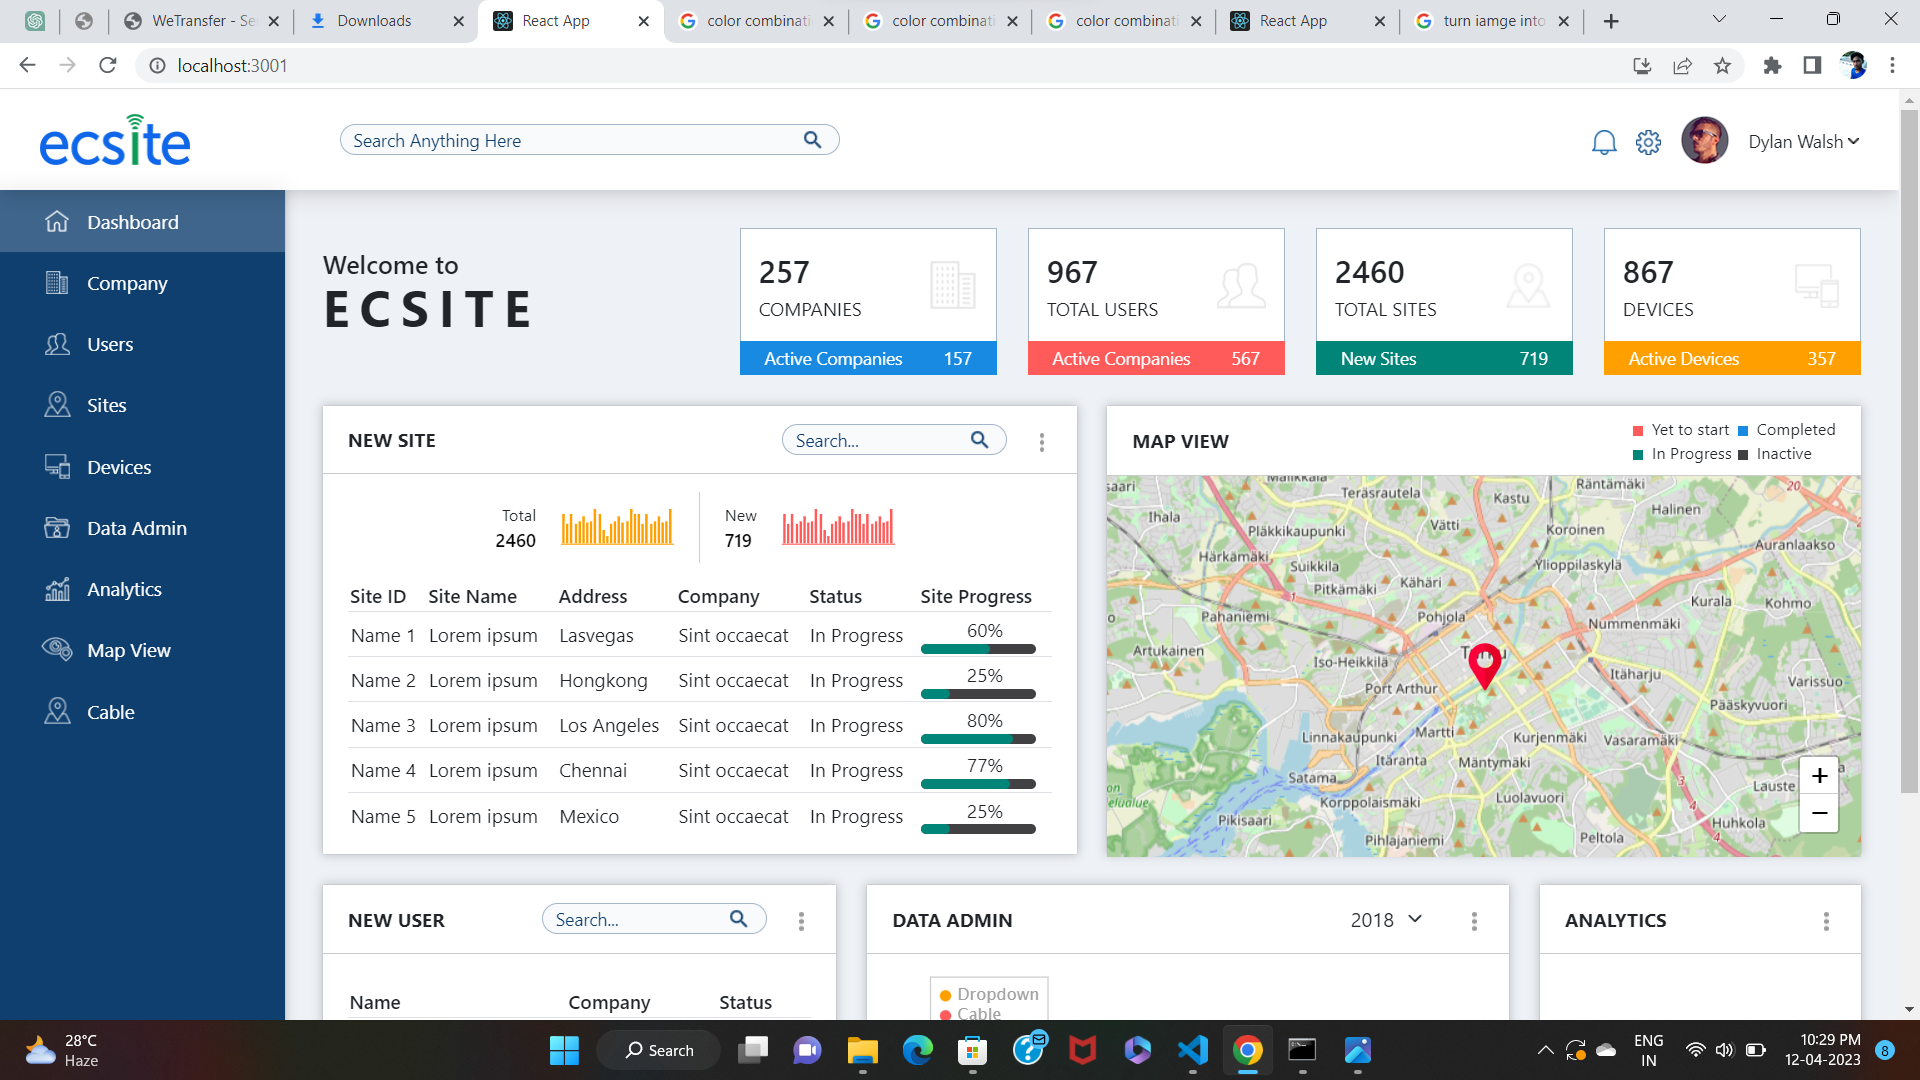 WeTransfer - Se
Downloads
React App
color combinati
color combinati
color combinati
React App
turn iamge into
localhost:3001
ecsite
Search Anything Here
Dylan Walsh
Dashboard
Company
Users
Sites
Devices
Data Admin
Analytics
Map View
Cable
Welcome to
ECSITE
257
COMPANIES
Active Companies 157
967
TOTAL USERS
Active Companies 567
2460
TOTAL SITES
New Sites 719
867
DEVICES
Active Devices 357
NEW SITE
Search...
Total
2460
New
719
Site ID Site Name Address Company Status Site Progress
Name 1 Lorem ipsum Lasvegas Sint occaecat In Progress 60%
Name 2 Lorem ipsum Hongkong Sint occaecat In Progress 25%
Name 3 Lorem ipsum Los Angeles Sint occaecat In Progress 80%
Name 4 Lorem ipsum Chennai Sint occaecat In Progress 77%
Name 5 Lorem ipsum Mexico Sint occaecat In Progress 25%
MAP VIEW
Yet to start Completed
In Progress Inactive
saari
Räntämäki
20
Teräsrautela
Kastu
Ihala
Halinen
Pläkkikaupunki
Vätti
Koroinen
Auranlaakso
Härkämäki
Suikkila
Ylioppilaskylä
Kähäri
Pitkämäki
Kurala
Kohmo
Pahaniemi
Pohjola
Nummenmäki
Artukainen
Iso-Heikkilä
Itäharju
Port Arthur
Varissuo
Pääskyvuori
Linnakaupunki
Martti
Kurjenmäki
Vasaramäki
Itäranta
Mäntymäki
Satama
Lauste
Korppolaismäki
Luolavuori
Pikisaari
Huhkola
Peltola
Pihlajaniemi
+
−
NEW USER
Search...
Name Company Status
DATA ADMIN
2018
Dropdown
Cable
ANALYTICS
28°C
Haze
Search
ENG
IN
10:29 PM
12-04-2023
8